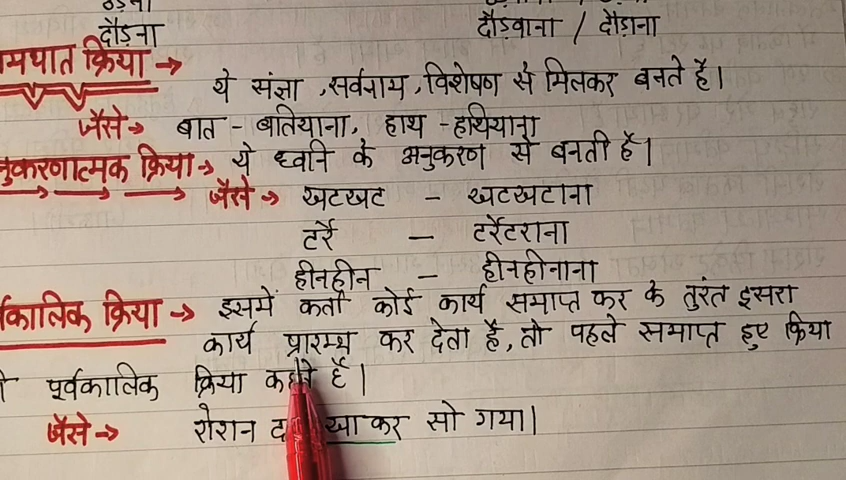 दौड़ना दौड़वाना / दौड़ाना
मधात क्रिया →
ये संज्ञा , सर्वनाम , विशेषण से मिलकर बनते है।
जैसे → बात - बतियाना, हाथ - हथियाना
नुकरणात्मक क्रिया → ये ध्वनि के अनुकरण से बनती है।
जैसे → खटखट - खटखटाना
टर्र - टर्रटराना
हीनहीन - हीनहीनाना
कालिक क्रिया → इसमें कर्ता कोई कार्य समाप्त कर के तुरंत दूसरा
कार्य प्रारम्भ कर देता है, तो पहले समाप्त हुए क्रिया
पूर्वकालिक क्रिया कहते है।
जैसे → रोशन खाकर सो गया।